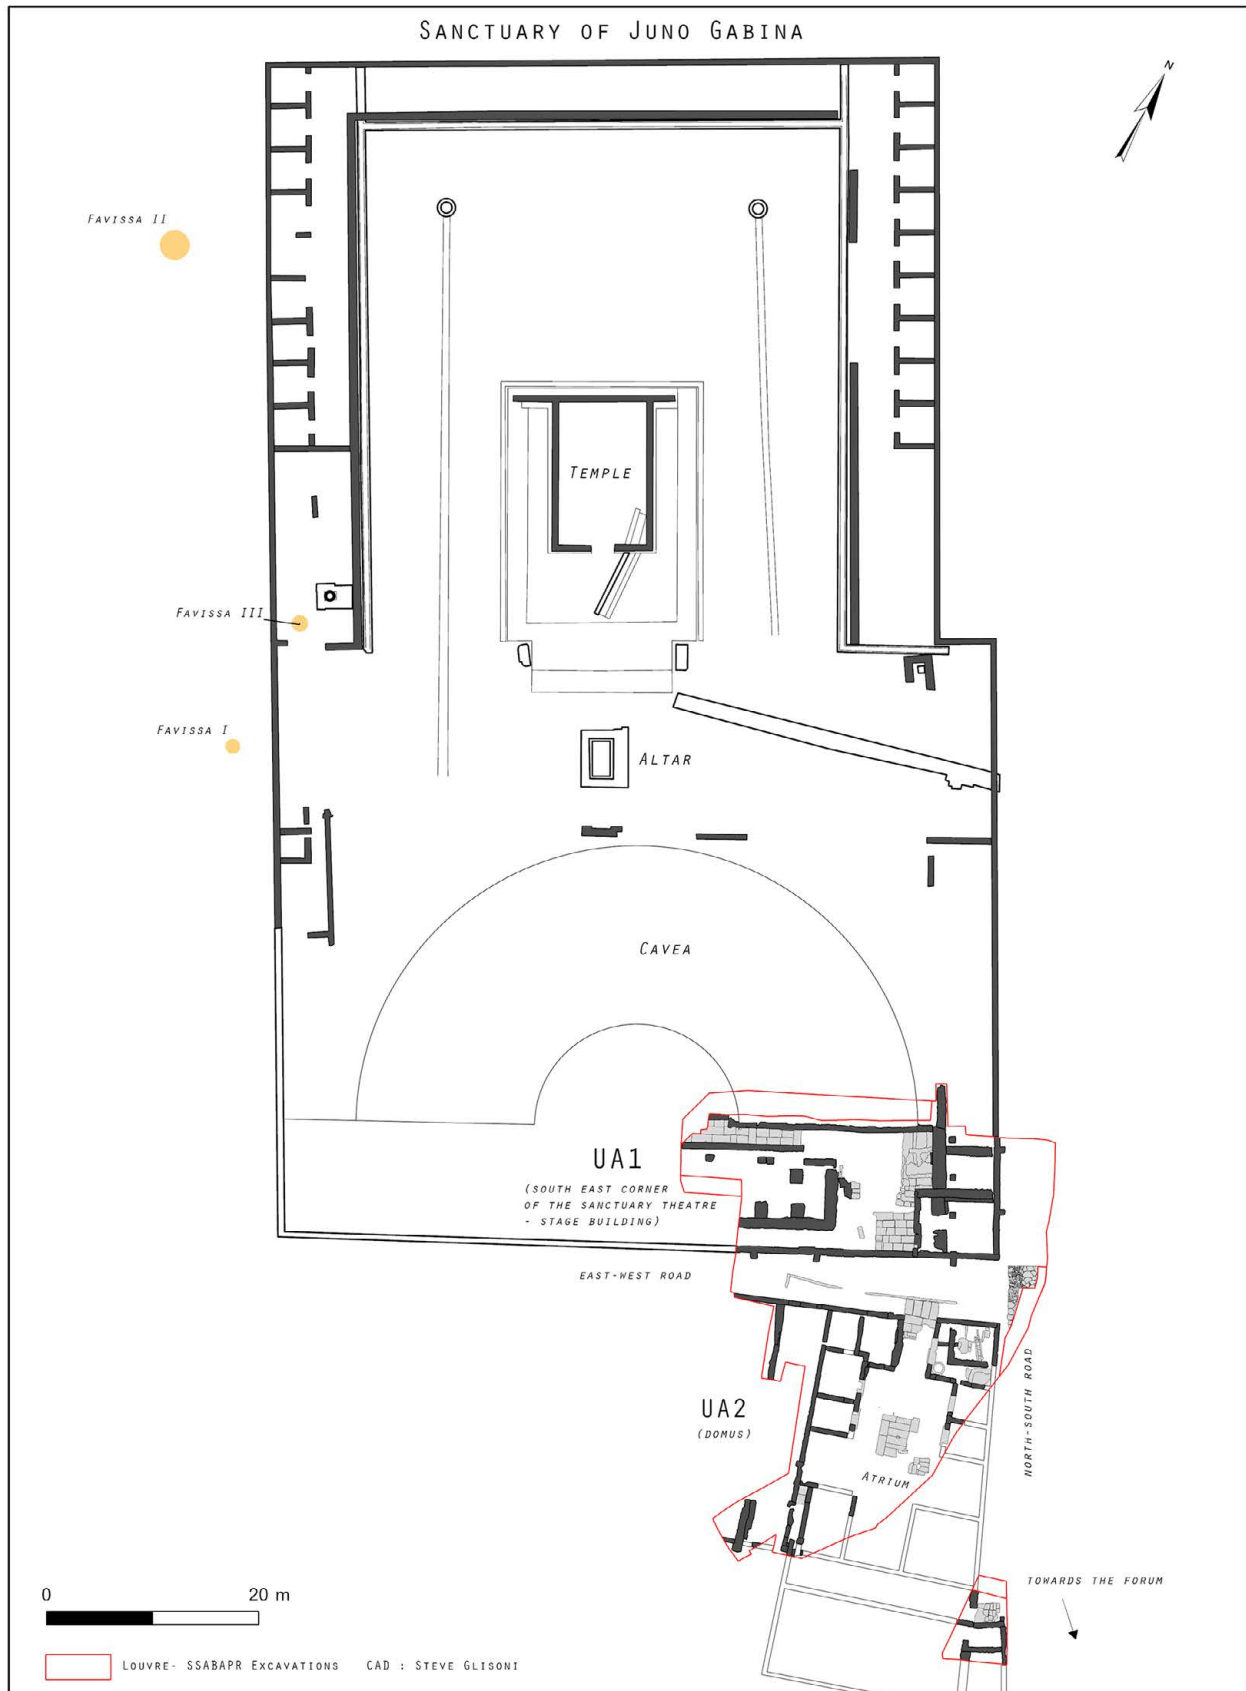 SANCTUARY OF JUNO GABINA
N
FAVISSA II
TEMPLE
FAVISSA III
FAVISSA I
ALTAR
CAVEA
UA1
(SOUTH EAST CORNER
OF THE SANCTUARY THEATRE
- STAGE BUILDING)
EAST-WEST ROAD
NORTH-SOUTH ROAD
UA2
(DOMUS)
ATRIUM
TOWARDS THE FORUM
0 20 m
LOUVRE- SSABAPR EXCAVATIONS CAD : STEVE GLISONI